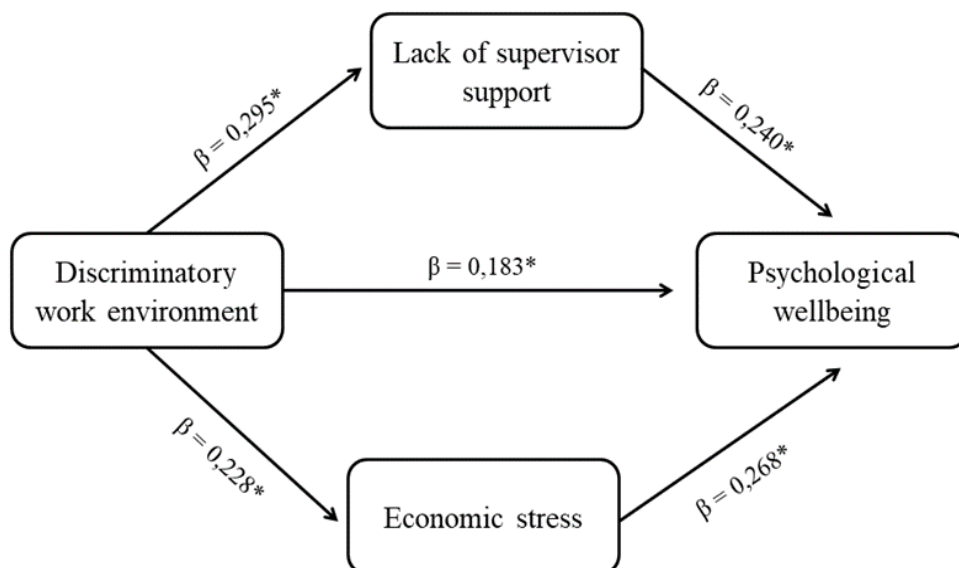 Lack of supervisor
support
β = 0,295*
β = 0,240*
Discriminatory
work environment
β = 0,183*
Psychological
wellbeing
β = 0,228*
β = 0,268*
Economic stress